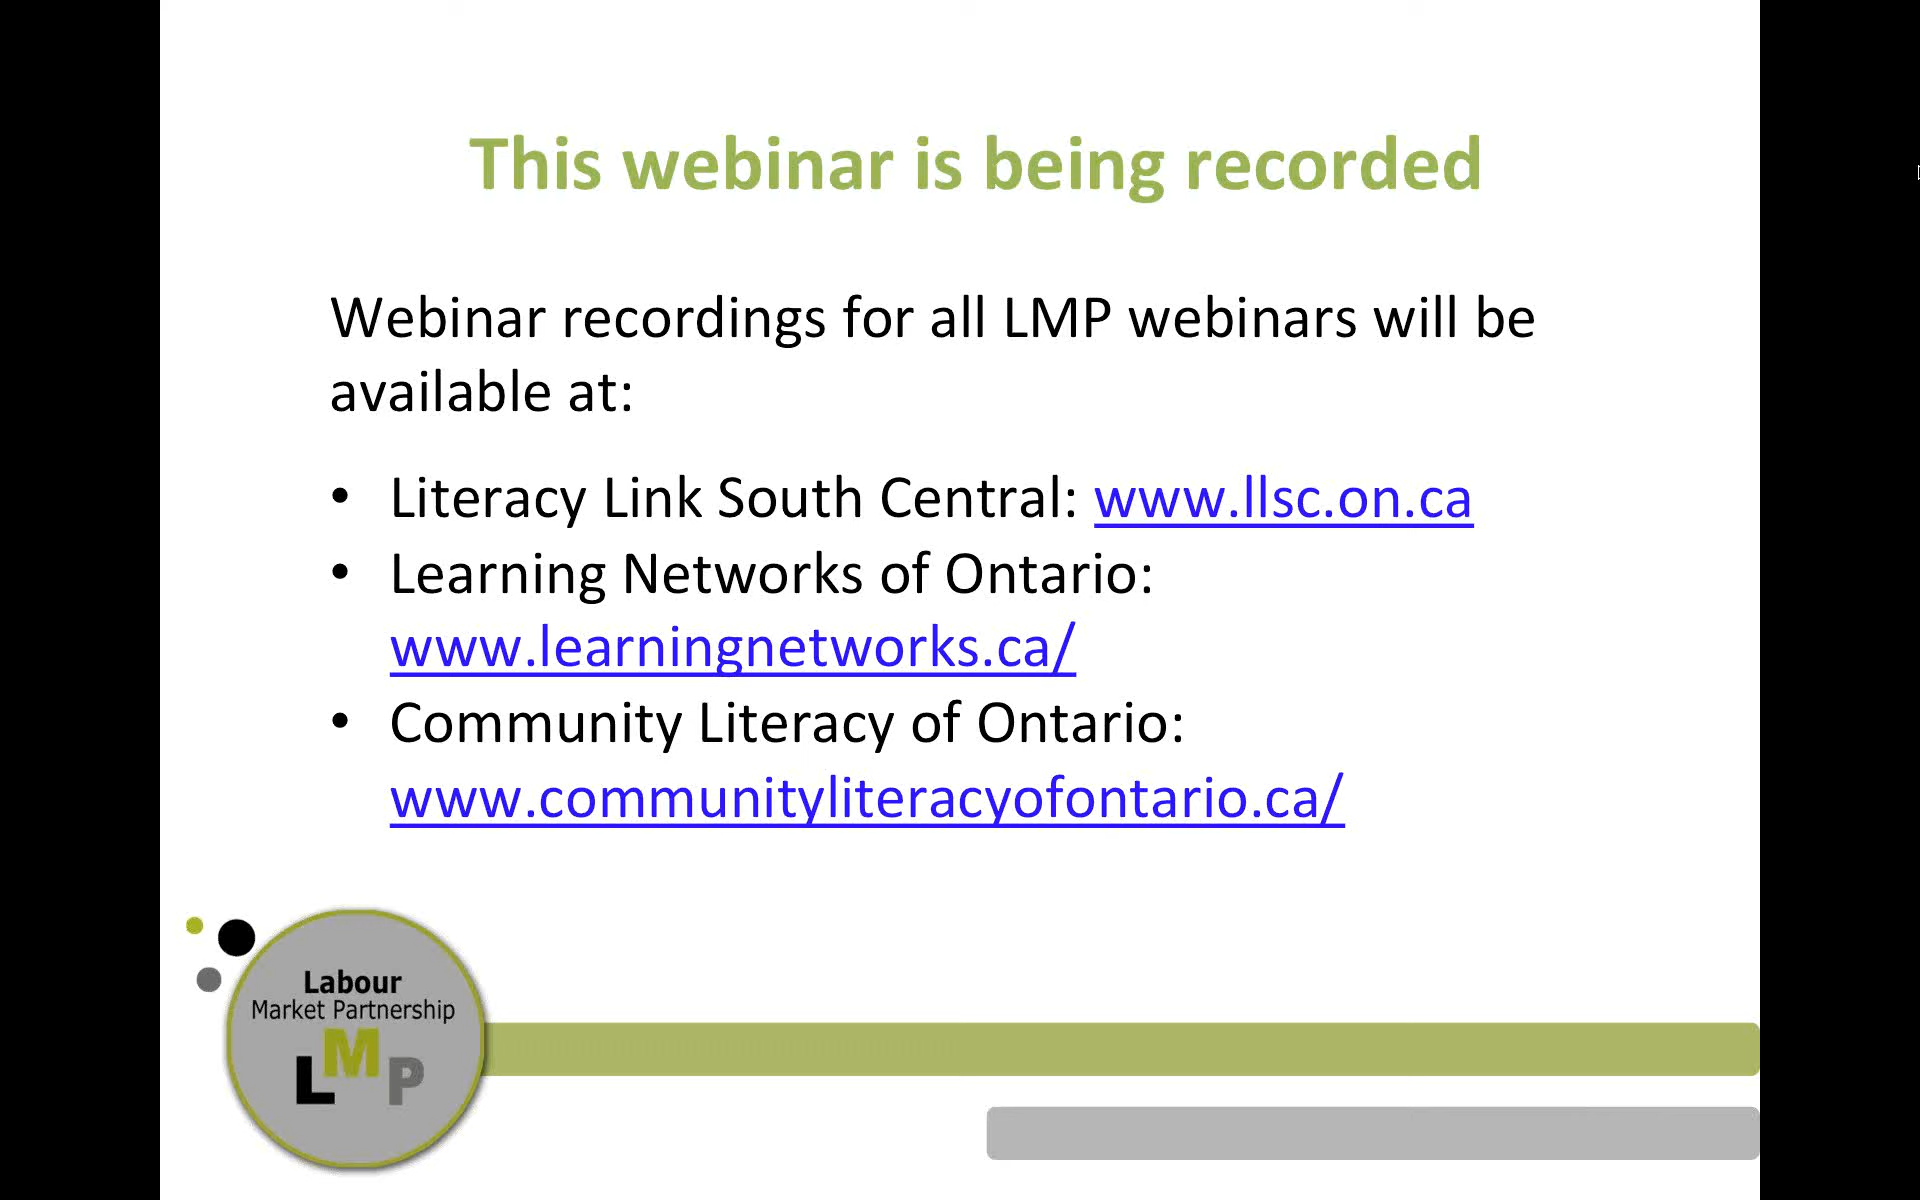 This webinar is being recorded
Webinar recordings for all LMP webinars will be
available at:
• Literacy Link South Central: www.llsc.on.ca
• Learning Networks of Ontario:
www.learningnetworks.ca/
• Community Literacy of Ontario:
www.communityliteracyofontario.ca/
Labour
Market Partnership
LMP